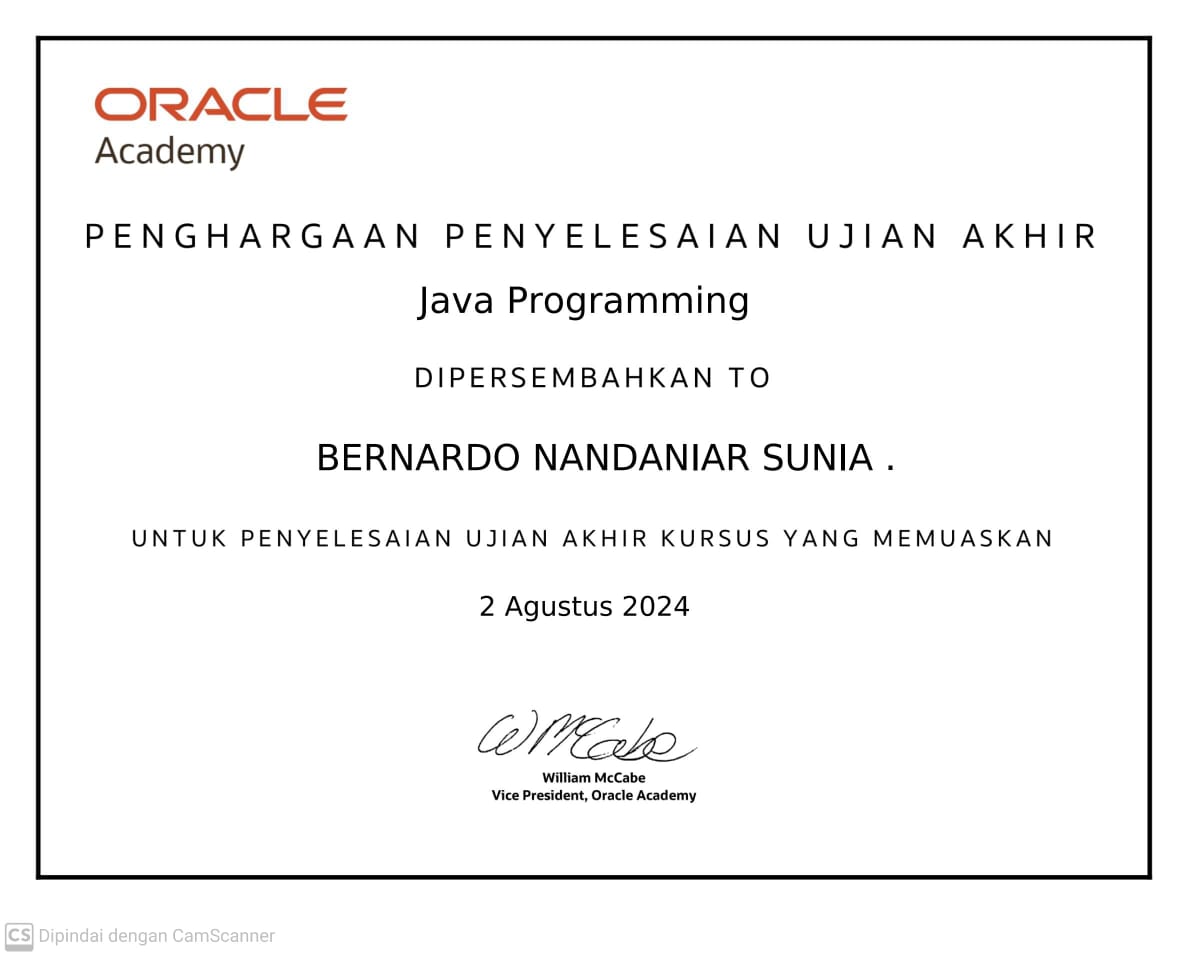 ORACLE
Academy
PENGHARGAAN PENYELESAIAN UJIAN AKHIR
Java Programming
DIPERSEMBAHKAN TO
BERNARDO NANDANIAR SUNIA .
UNTUK PENYELESAIAN UJIAN AKHIR KURSUS YANG MEMUASKAN
2 Agustus 2024
W McCabe
William McCabe
Vice President, Oracle Academy
CS Dipindai dengan CamScanner